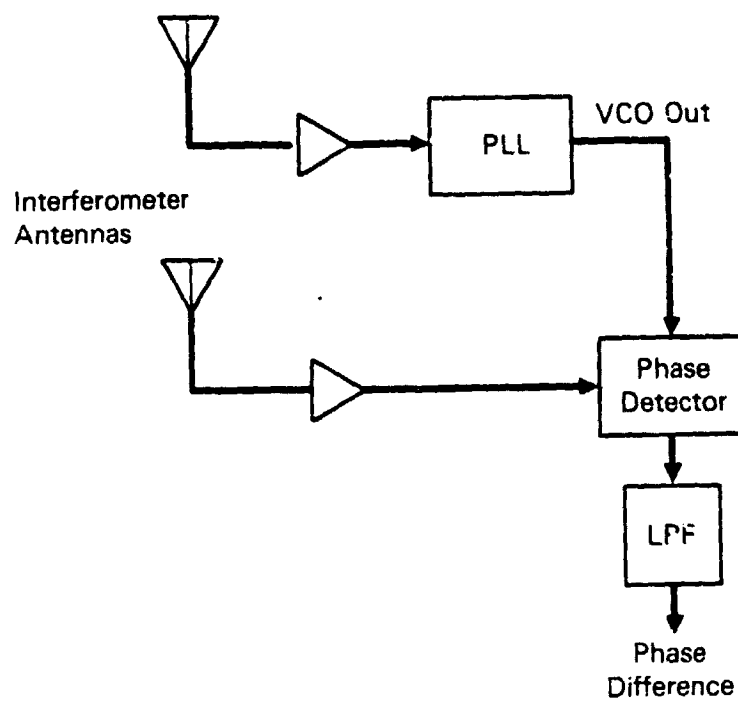 PLL
VCO Out
Interferometer
Antennas
Phase
Detector
LPF
Phase
Difference